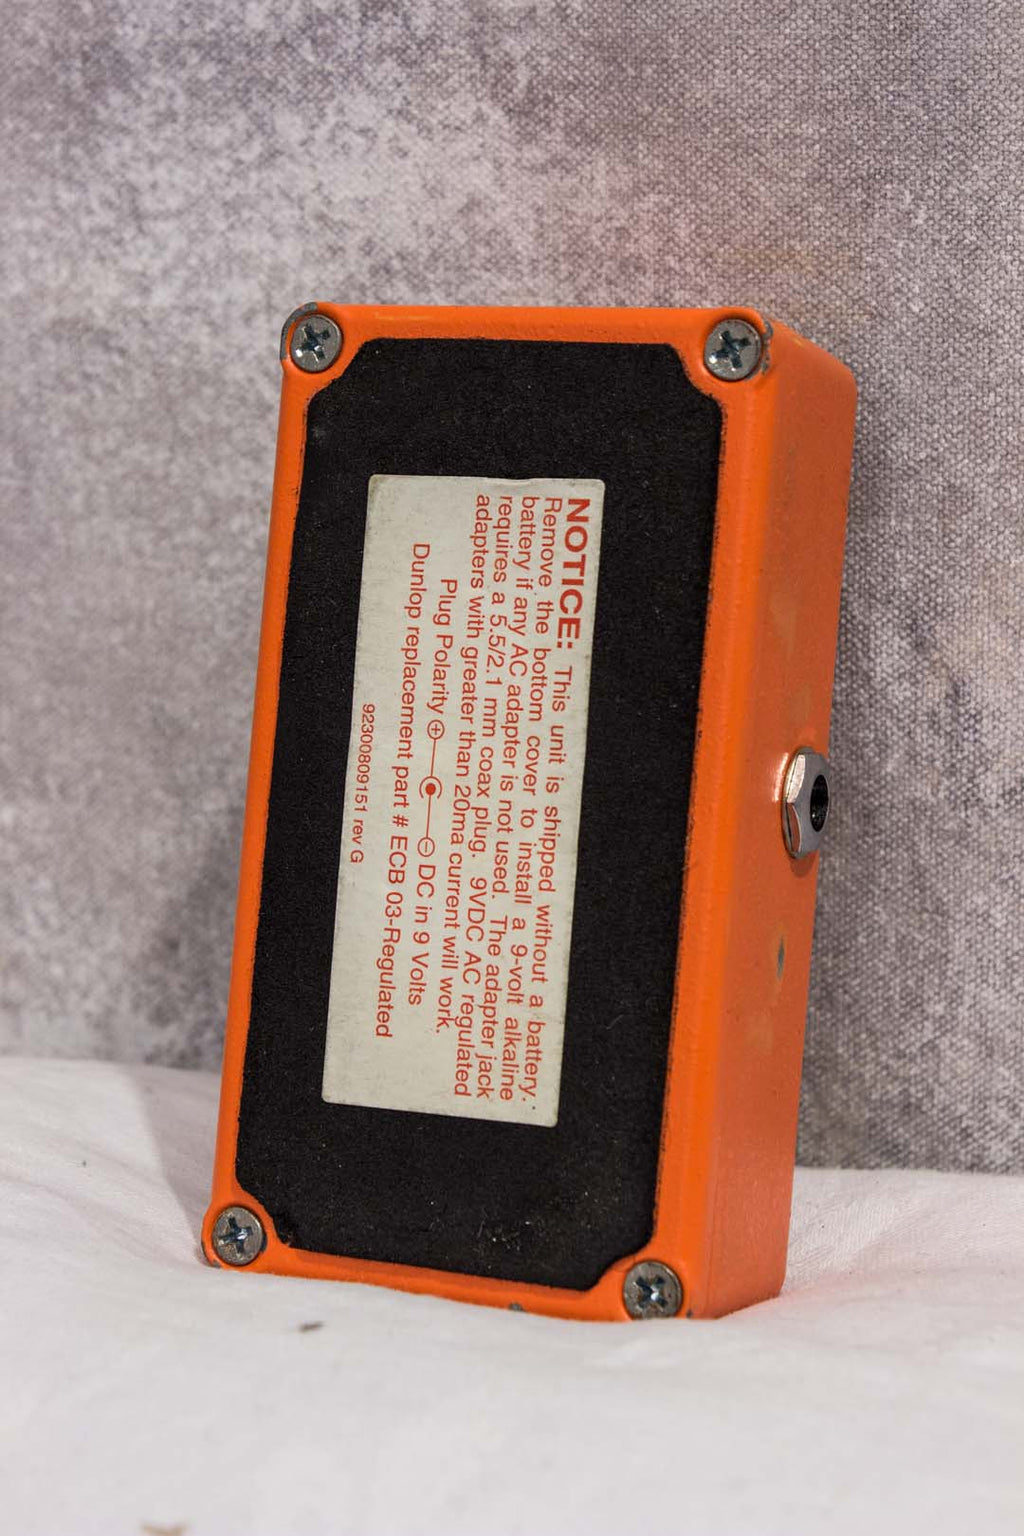 NOTICE: This unit is shipped without a battery.
Remove the bottom cover to install a 9-volt alkaline
battery if any AC adapter is not used. The adapter jack
requires a 5.5/2.1 mm coax plug. 9VDC AC regulated
adapters with greater than 20ma current will work.
Plug Polarity + - DC in 9 Volts
Dunlop replacement part # ECB 03-Regulated
92300809151 rev G